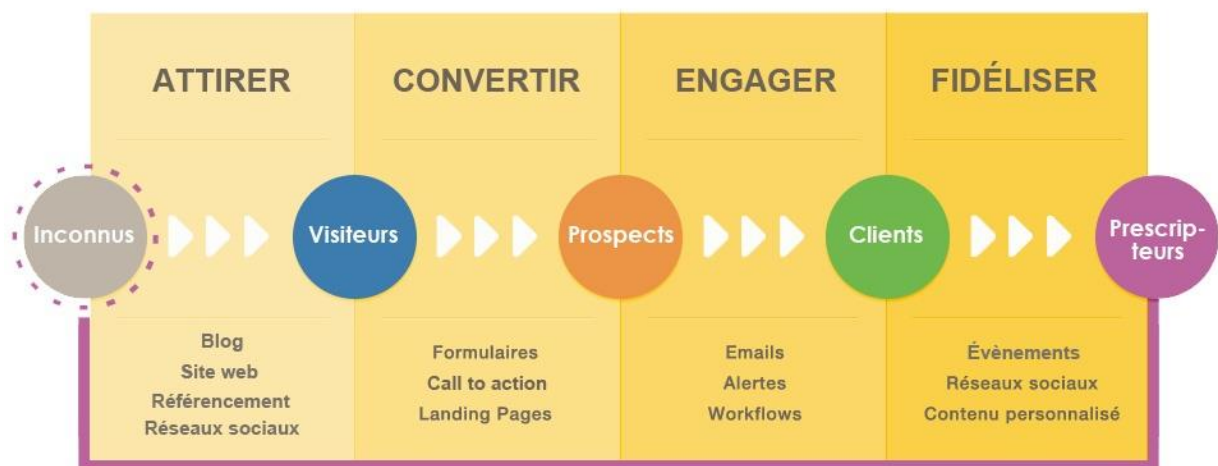 ATTIRER
CONVERTIR
ENGAGER
FIDÉLISER
Inconnus
Visiteurs
Prospects
Clients
Prescrip-
teurs
Blog
Site web
Référencement
Réseaux sociaux
Formulaires
Call to action
Landing Pages
Emails
Alertes
Workflows
Évènements
Réseaux sociaux
Contenu personnalisé